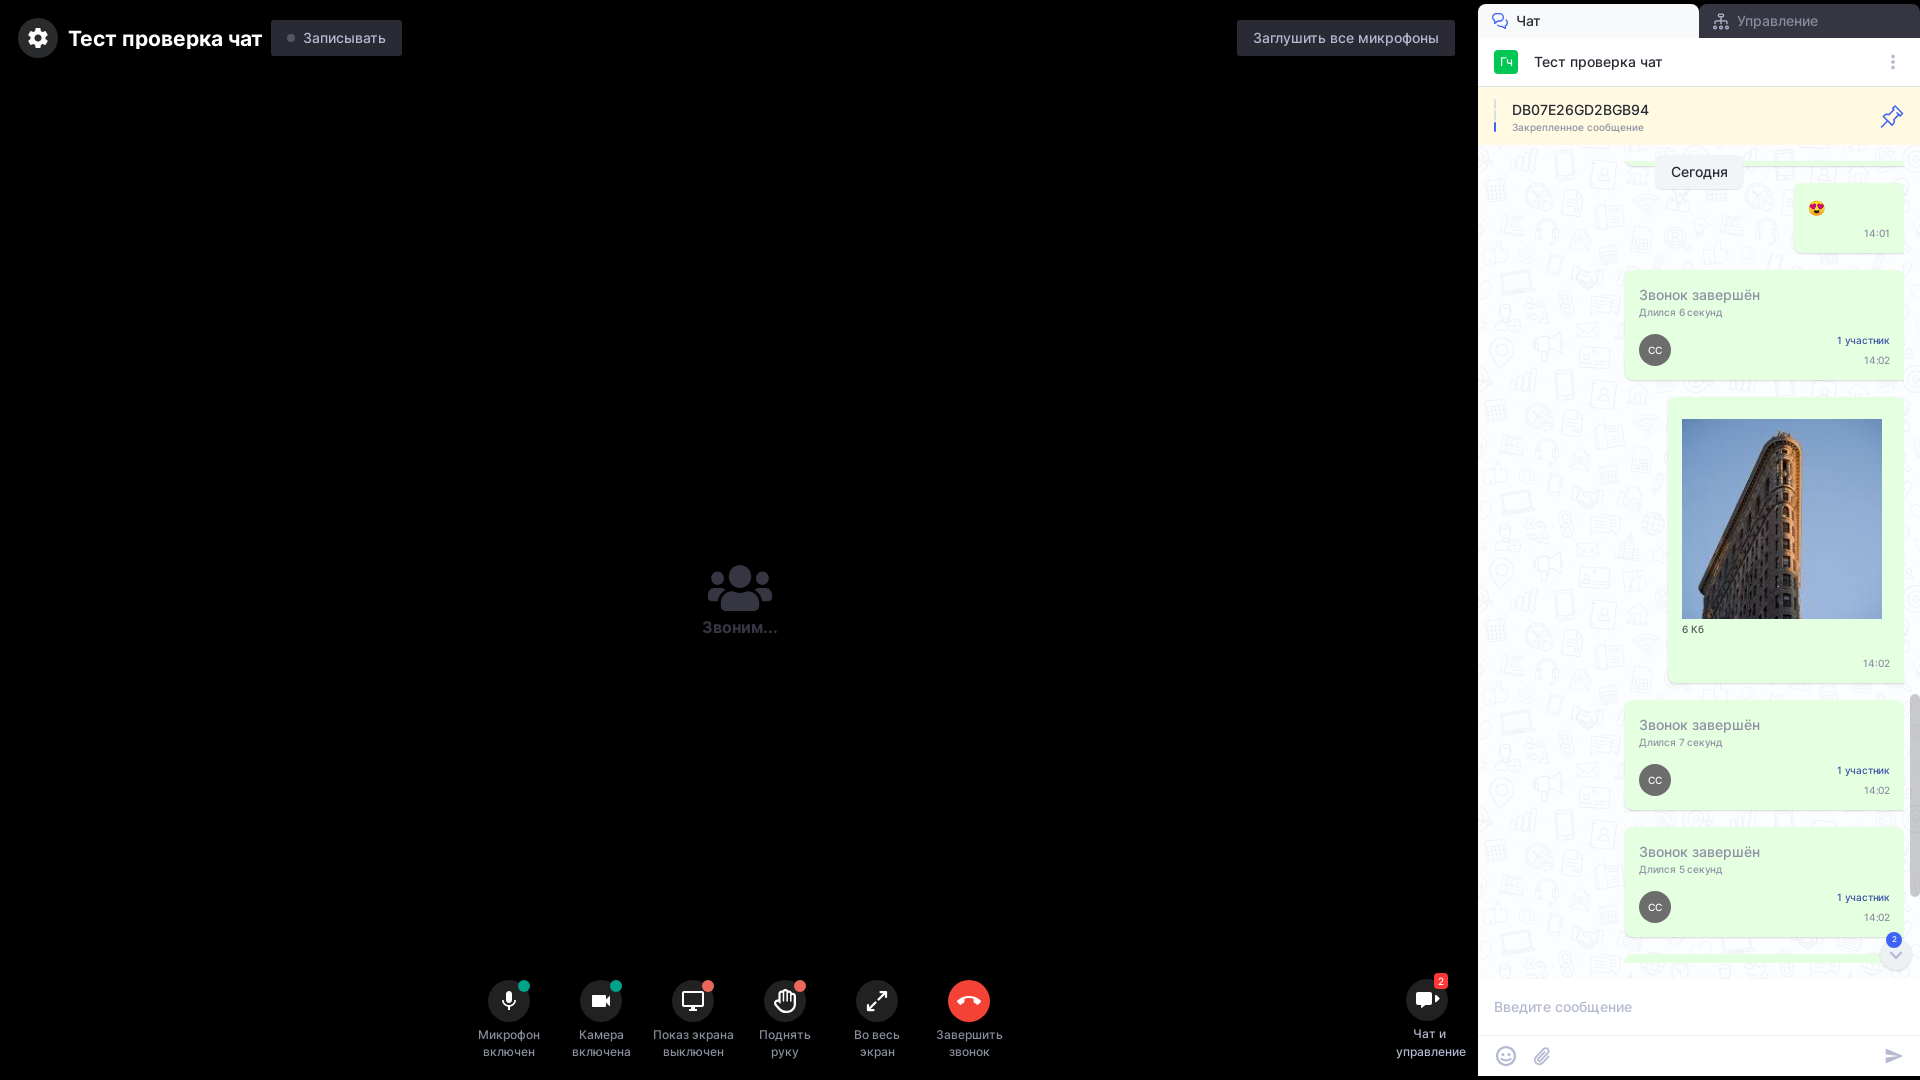 Тест проверка чат
Записывать
Заглушить все микрофоны
Звоним...
Микрофон
включен
Камера
включена
Показ экрана
выключен
Поднять
руку
Во весь
экран
Завершить
звонок
2
Чат и
управление
Чат
Управление
Гч
Тест проверка чат
DB07E26GD2BGB94
Закрепленное сообщение
Сегодня
14:01
Звонок завершён
Длился 6 секунд
СС
1 участник
14:02
6 Кб
14:02
Звонок завершён
Длился 7 секунд
СС
1 участник
14:02
Звонок завершён
Длился 5 секунд
СС
1 участник
14:02
2
Введите сообщение